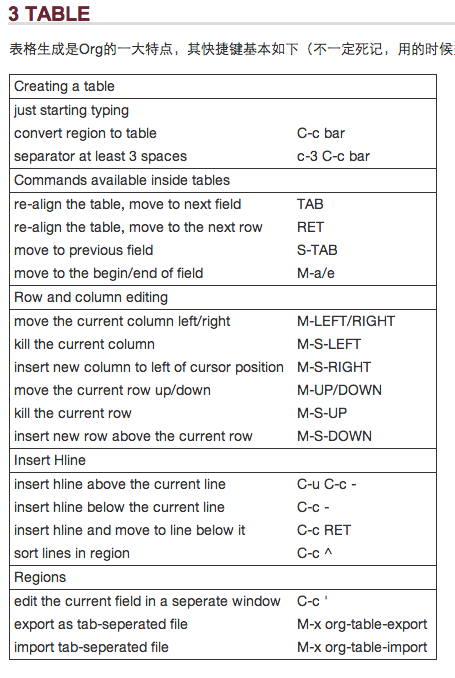 3 TABLE
表格生成是Org的一大特点，其快捷键基本如下（不一定死记，用的时候
Creating a table
just starting typing
convert region to table C-c bar
separator at least 3 spaces c-3 C-c bar
Commands available inside tables
re-align the table, move to next field TAB
re-align the table, move to the next row RET
move to previous field S-TAB
move to the begin/end of field M-a/e
Row and column editing
move the current column left/right M-LEFT/RIGHT
kill the current column M-S-LEFT
insert new column to left of cursor position M-S-RIGHT
move the current row up/down M-UP/DOWN
kill the current row M-S-UP
insert new row above the current row M-S-DOWN
Insert Hline
insert hline above the current line C-u C-c -
insert hline below the current line C-c -
insert hline and move to line below it C-c RET
sort lines in region C-c ^
Regions
edit the current field in a seperate window C-c '
export as tab-seperated file M-x org-table-export
import tab-seperated file M-x org-table-import